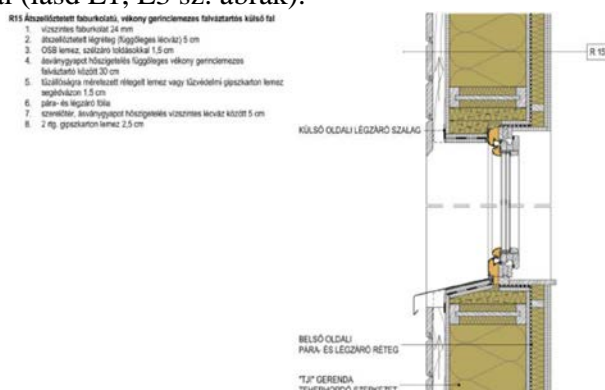 (lásd E1, E3 sz. ábrák).
R15 Átszellőztetett faburkolatú, vékony gerinclemezes falváztartós külső fal
1. vízszintes faburkolat 24 mm
2. átszellőztetett légréteg (függőleges lécváz) 5 cm
3. OSB lemez, szélzáró toldásokkal 1,5 cm
4. ásványgyapot hőszigetelés függőleges vékony gerinclemezes
falváztartó között 30 cm
5. tűzállóságra méretezett rétegelt lemez vagy tűzvédelmi gipszkarton lemez
segédvázon 1,5 cm
6. pára- és légzáró fólia
7. szerelőtér, ásványgyapot hőszigetelés vízszintes lécváz között 5 cm
8. 2 rtg. gipszkarton lemez 2,5 cm
R 15
KÜLSŐ OLDALI LÉGZÁRÓ SZALAG
BELSŐ OLDALI
PÁRA- ÉS LÉGZÁRÓ RÉTEG
"TJI" GERENDA
TEHERHORDÓ SZERKEZET